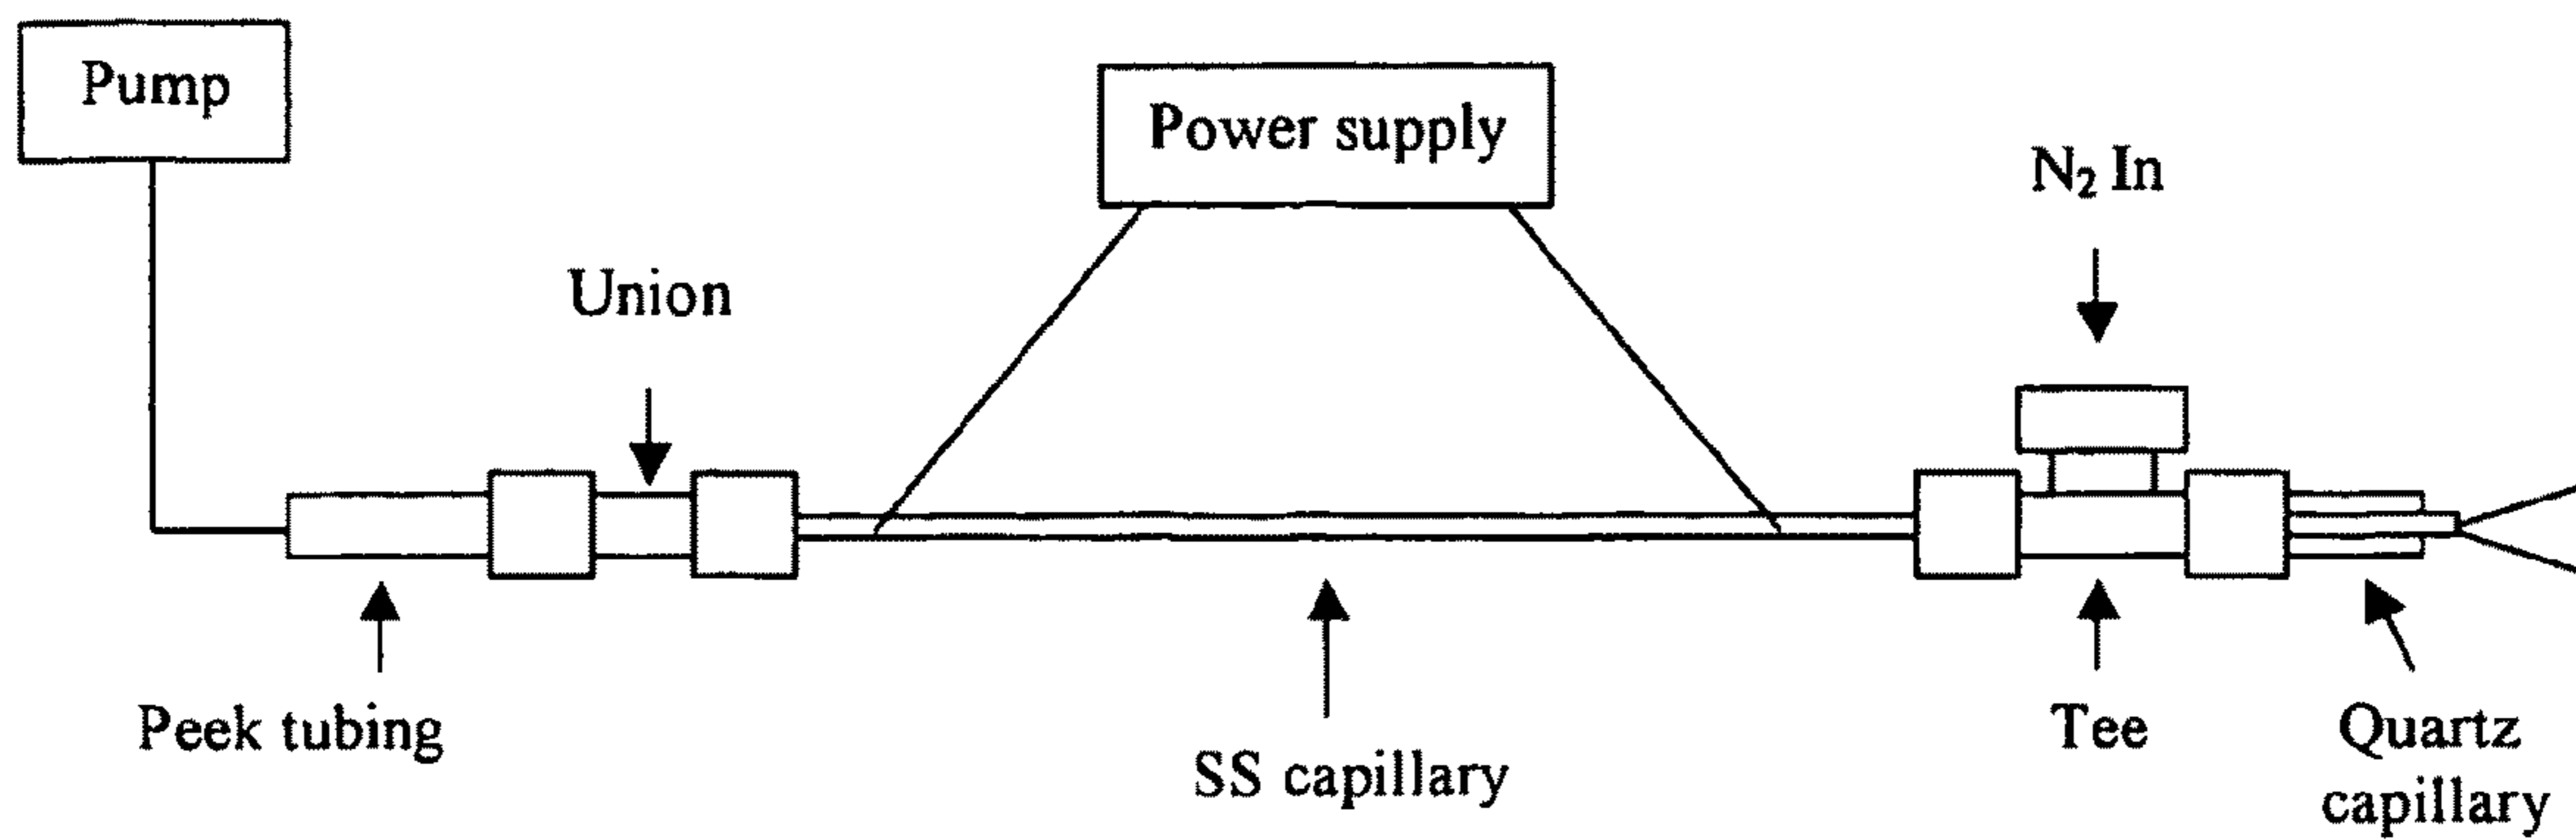 Pump
Power supply
N₂ In
Union
Peek tubing
SS capillary
Tee
Quartz
capillary